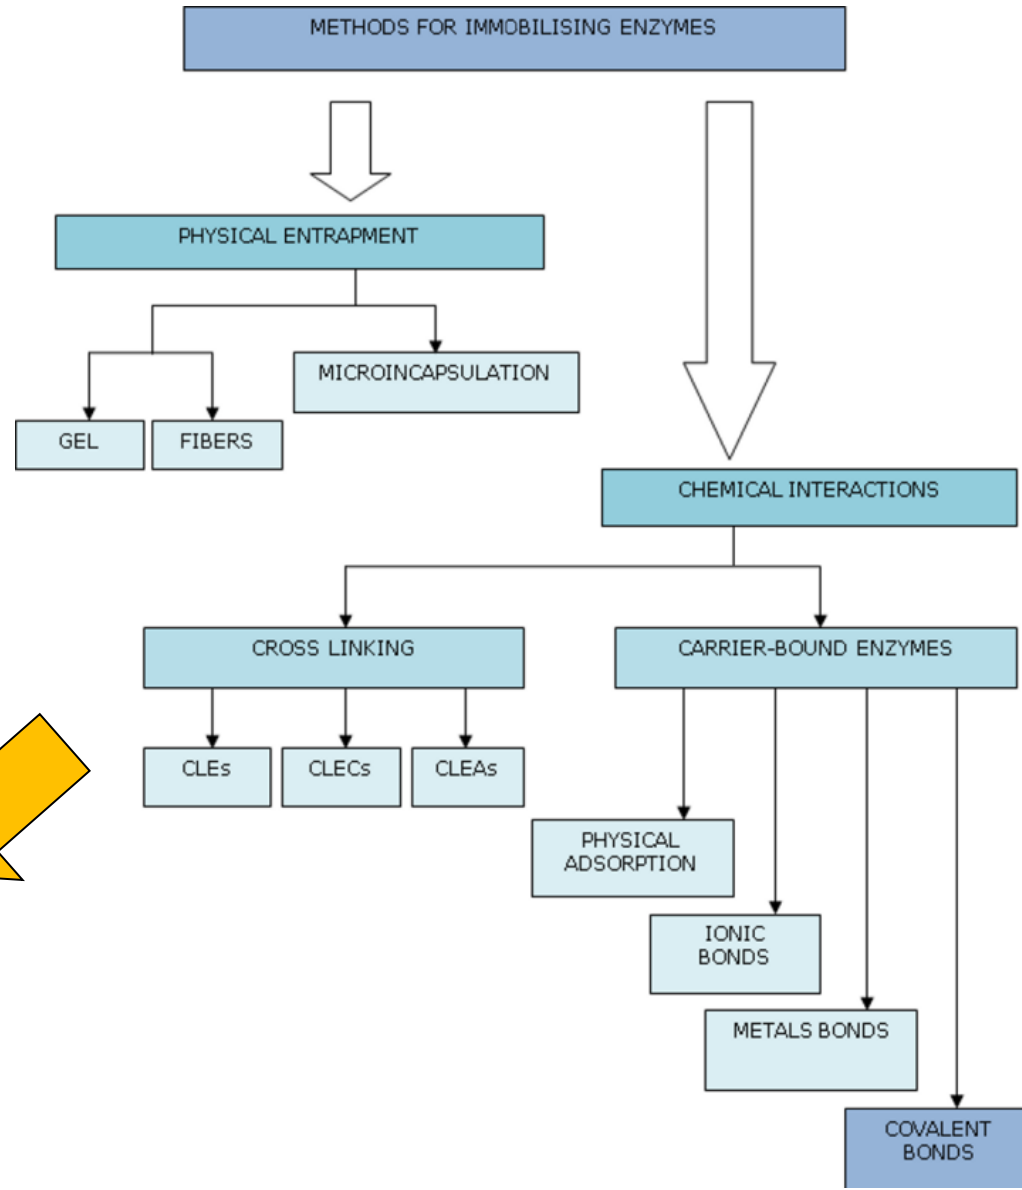 METHODS FOR IMMOBILISING ENZYMES
PHYSICAL ENTRAPMENT
MICROINCAPSULATION
GEL
FIBERS
CHEMICAL INTERACTIONS
CROSS LINKING
CARRIER-BOUND ENZYMES
CLEs
CLECs
CLEAs
PHYSICAL
ADSORPTION
IONIC
BONDS
METALS BONDS
COVALENT
BONDS